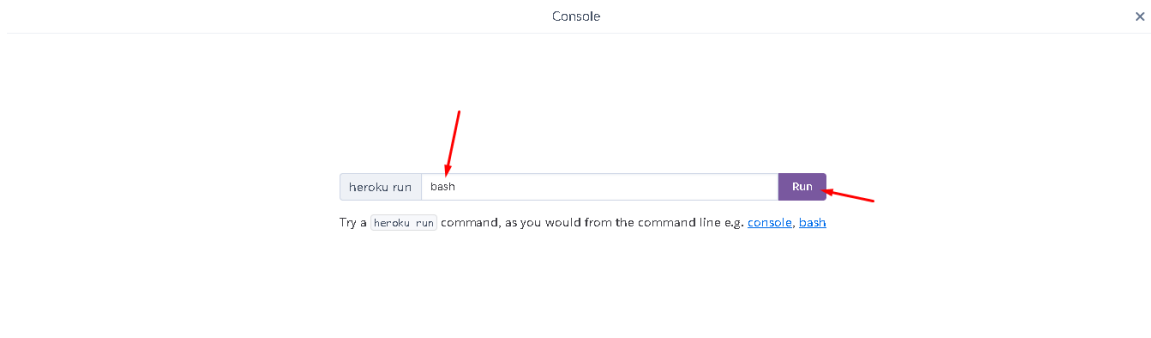 Console
heroku run bash Run
Try a heroku run command, as you would from the command line e.g. console, bash